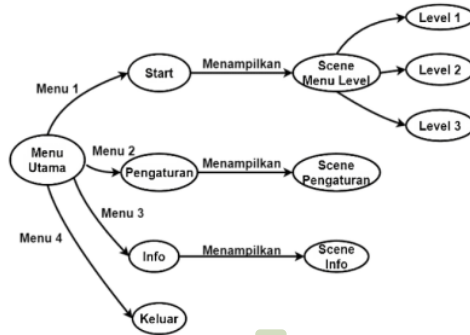 Level 1
Start
Menampilkan
Scene
Menu Level
Level 2
Menu 1
Level 3
Menu
Utama
Menu 2
Pengaturan
Menampilkan
Scene
Pengaturan
Menu 3
Menu 4
Info
Menampilkan
Scene
Info
Keluar